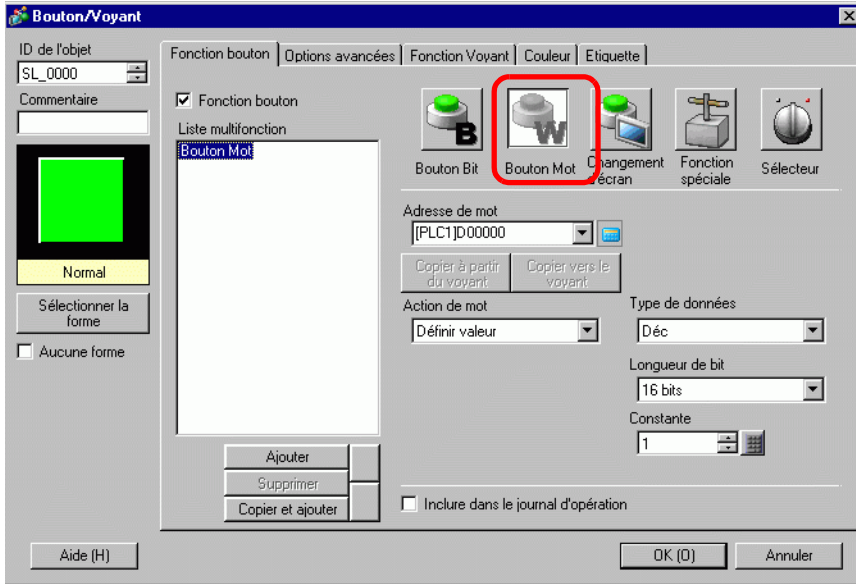 Bouton/Voyant
ID de l'objet
SL_0000
Commentaire
Normal
Sélectionner la
forme
Aucune forme
Fonction bouton
Options avancées
Fonction Voyant
Couleur
Etiquette
Fonction bouton
Liste multifonction
Bouton Mot
Ajouter
Supprimer
Copier et ajouter
B
Bouton Bit
W
Bouton Mot
Changement
d'écran
Fonction
spéciale
Sélecteur
Adresse de mot
[PLC1]D00000
Copier à partir
du voyant
Copier vers le
voyant
Action de mot
Définir valeur
Type de données
Déc
Longueur de bit
16 bits
Constante
1
Inclure dans le journal d'opération
Aide (H)
OK (O)
Annuler